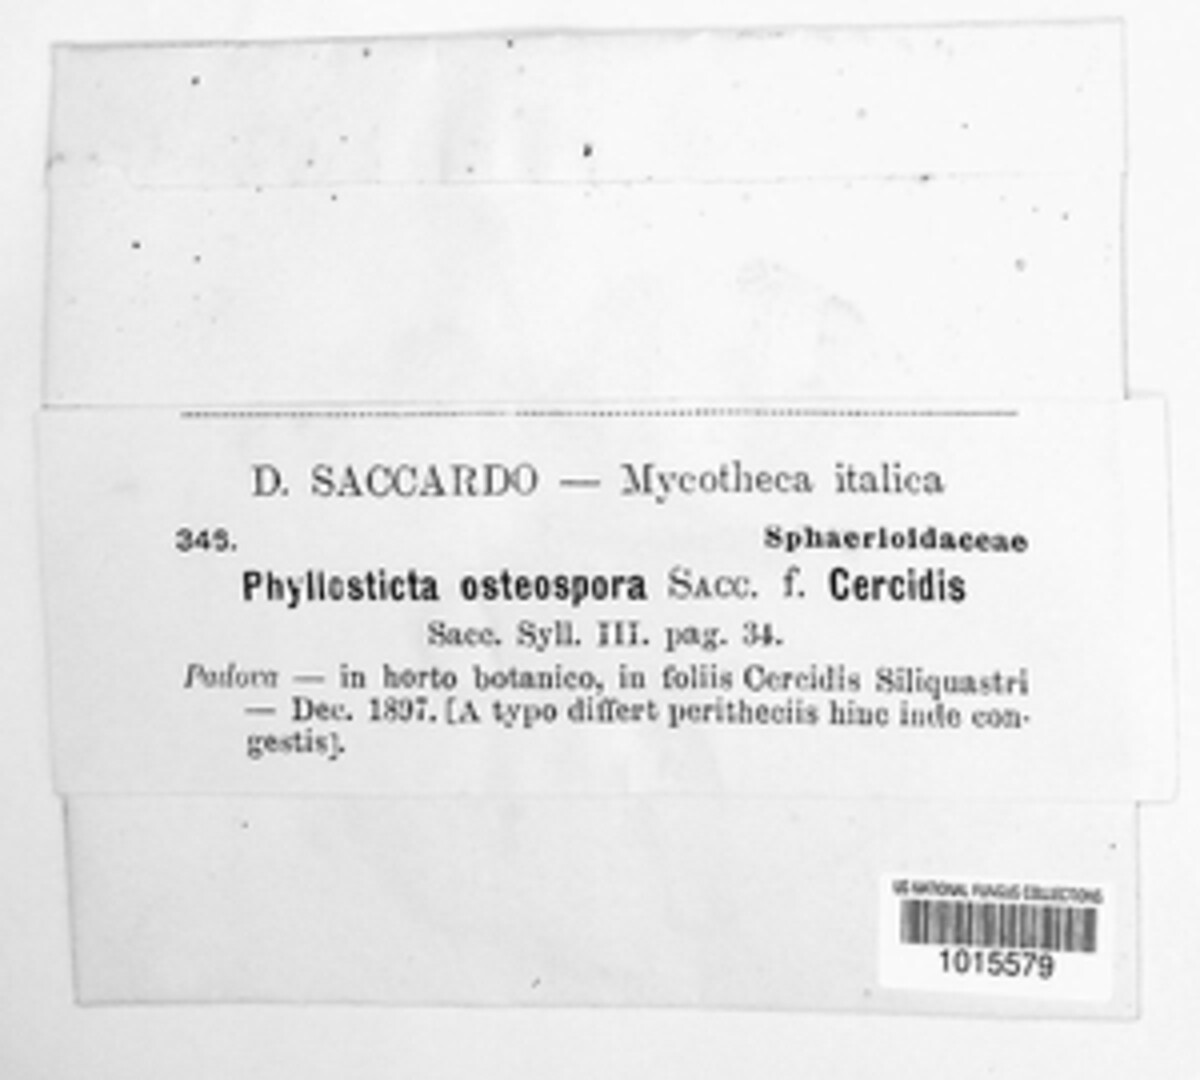 D. SACCARDO — Mycotheca italica
Sphaerioidaceae
Phyllosticta osteospora SACC. f. Cercidis
Sacc. Syll. III. pag. 34.
Padova — in horto botanico, in foliis Cercidis Siliquastri
— Dec. 1897. [A typo differt peritheciis hinc inde con-
gestis].
US NATIONAL FUNGUS COLLECTIONS
1015579